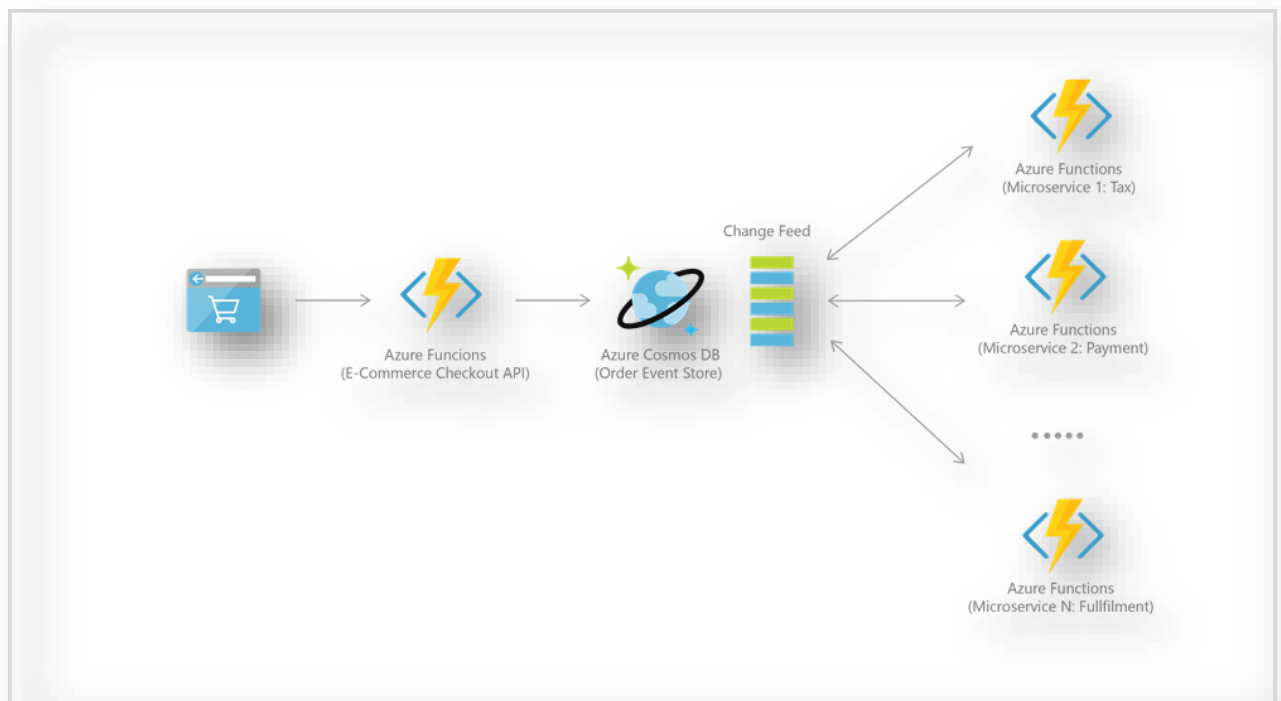 Azure Functions
(Microservice 1: Tax)
Change Feed
Azure Funcions
(E-Commerce Checkout API)
Azure Cosmos DB
(Order Event Store)
Azure Functions
(Microservice 2: Payment)
Azure Functions
(Microservice N: Fullfilment)